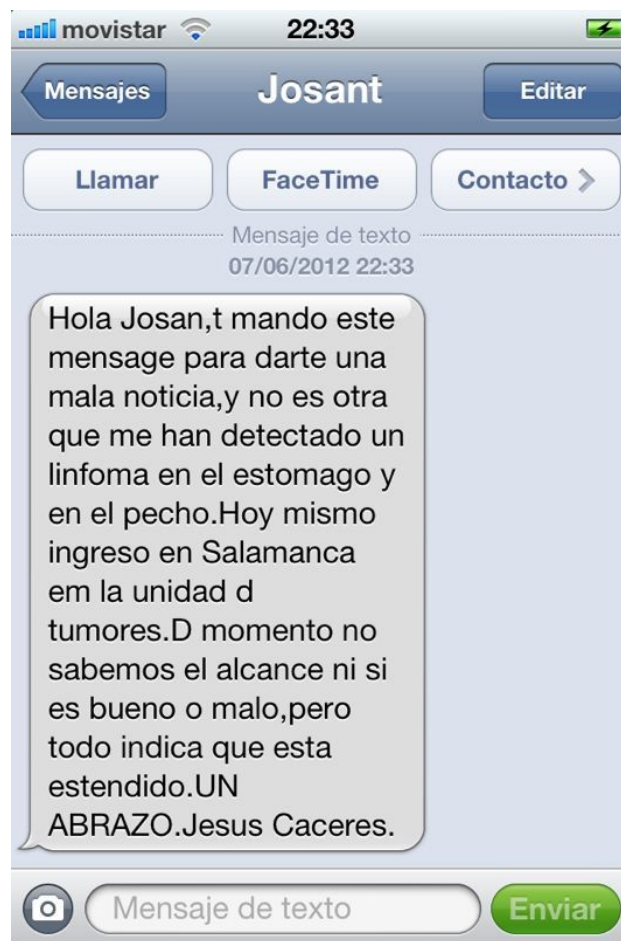 movistar 22:33
Mensajes Josant Editar
Llamar FaceTime Contacto
Mensaje de texto
07/06/2012 22:33
Hola Josan,t mando este
mensage para darte una
mala noticia,y no es otra
que me han detectado un
linfoma en el estomago y
en el pecho.Hoy mismo
ingreso en Salamanca
em la unidad d
tumores.D momento no
sabemos el alcance ni si
es bueno o malo,pero
todo indica que esta
estendido.UN
ABRAZO.Jesus Caceres.
Mensaje de texto Enviar